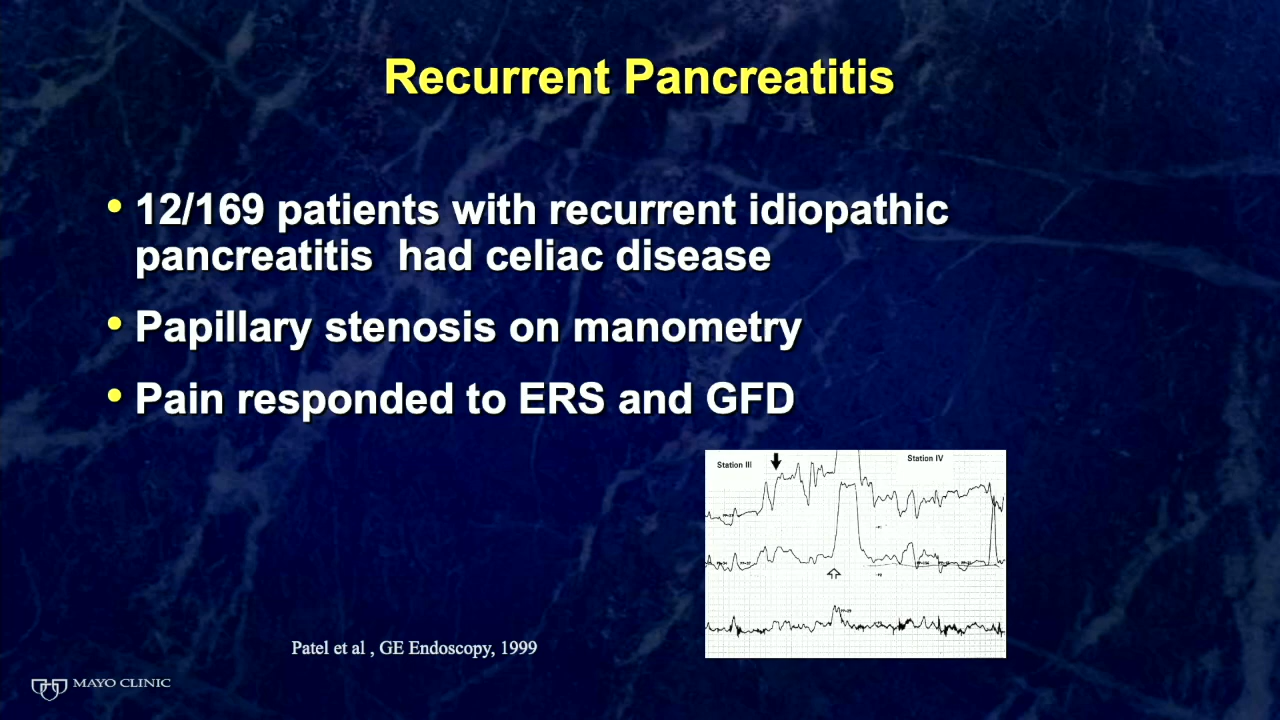 Recurrent Pancreatitis
• 12/169 patients with recurrent idiopathic
pancreatitis had celiac disease
• Papillary stenosis on manometry
• Pain responded to ERS and GFD
Station III
Station IV
Patel et al , GE Endoscopy, 1999
MAYO CLINIC